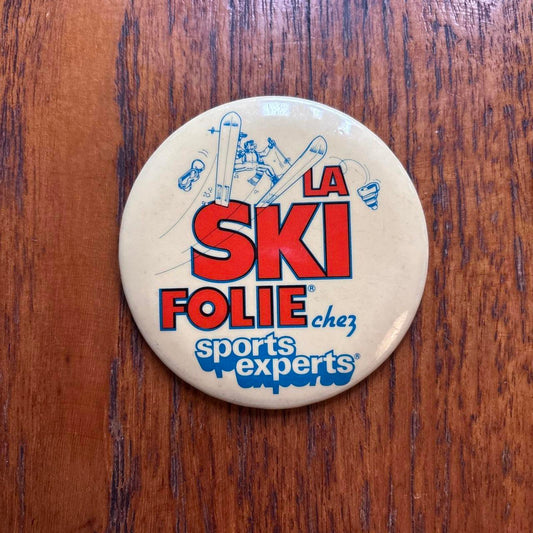 LA
SKI
FOLIE® chez
sports
experts®